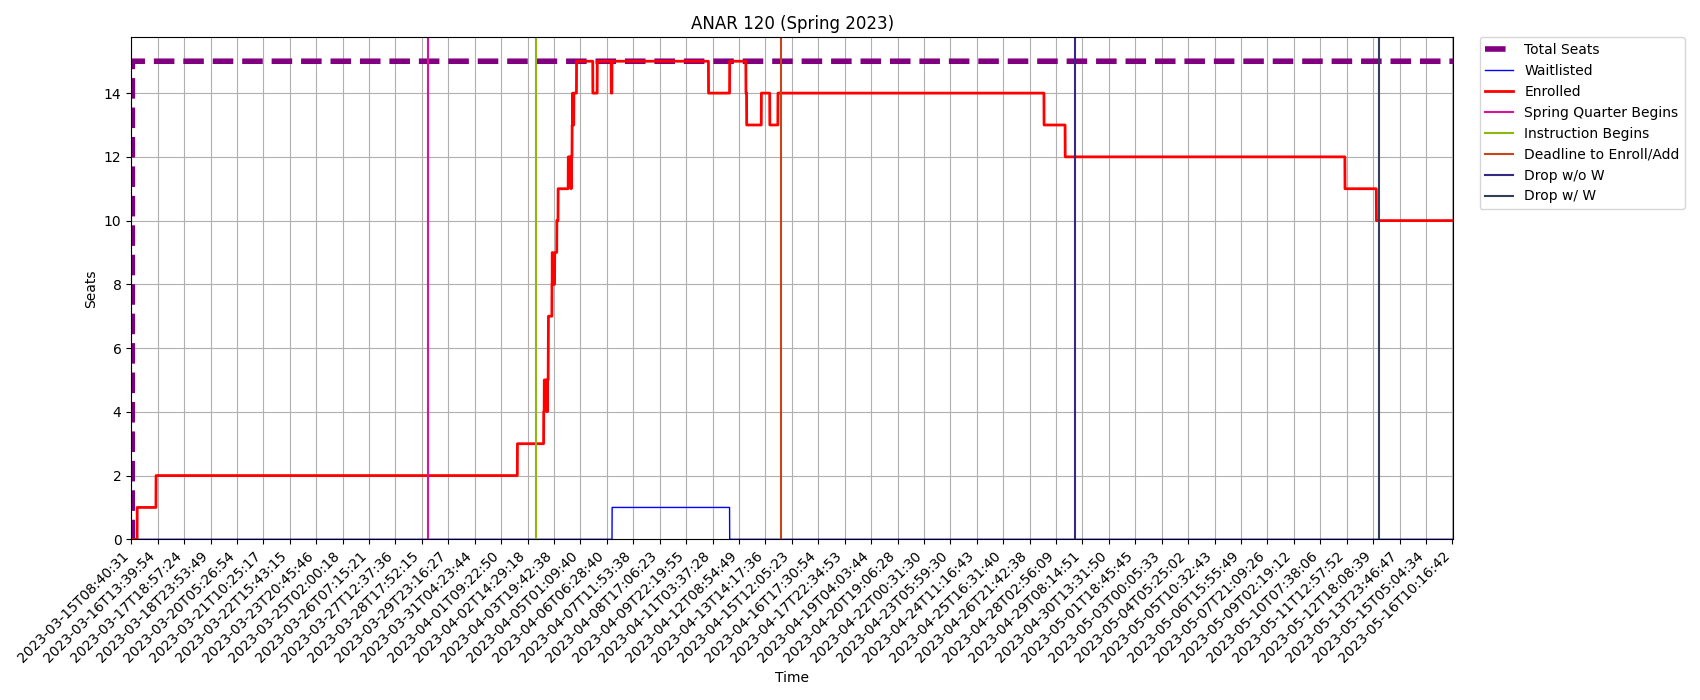 ANAR 120 (Spring 2023)
Total Seats
Waitlisted
Enrolled
Spring Quarter Begins
Instruction Begins
Deadline to Enroll/Add
Drop w/o W
Drop w/ W
Seats
14
12
10
8
6
4
2
0
2023-03-15T08:40:31
2023-03-16T13:39:54
2023-03-17T18:57:24
2023-03-18T23:53:49
2023-03-20T05:26:54
2023-03-21T10:25:17
2023-03-22T15:43:15
2023-03-23T20:45:46
2023-03-25T02:00:18
2023-03-26T07:15:21
2023-03-27T12:37:36
2023-03-28T17:52:15
2023-03-29T23:16:27
2023-03-31T04:23:44
2023-04-01T09:22:50
2023-04-02T14:29:18
2023-04-03T19:42:38
2023-04-05T01:09:40
2023-04-06T06:28:40
2023-04-07T11:53:38
2023-04-08T17:06:23
2023-04-09T22:19:55
2023-04-11T03:37:28
2023-04-12T08:54:49
2023-04-13T14:17:36
2023-04-15T12:05:23
2023-04-16T17:30:54
2023-04-17T22:34:53
2023-04-19T04:03:44
2023-04-20T19:06:28
2023-04-22T00:31:30
2023-04-23T05:59:30
2023-04-24T11:16:43
2023-04-25T16:31:40
2023-04-26T21:42:38
2023-04-28T02:56:09
2023-04-29T08:14:51
2023-04-30T13:31:50
2023-05-01T18:45:45
2023-05-03T00:05:33
2023-05-04T05:25:02
2023-05-05T10:32:43
2023-05-06T15:55:49
2023-05-07T21:09:26
2023-05-09T02:19:12
2023-05-10T07:38:06
2023-05-11T12:57:52
2023-05-12T18:08:39
2023-05-13T23:46:47
2023-05-15T05:04:34
2023-05-16T10:16:42
Time